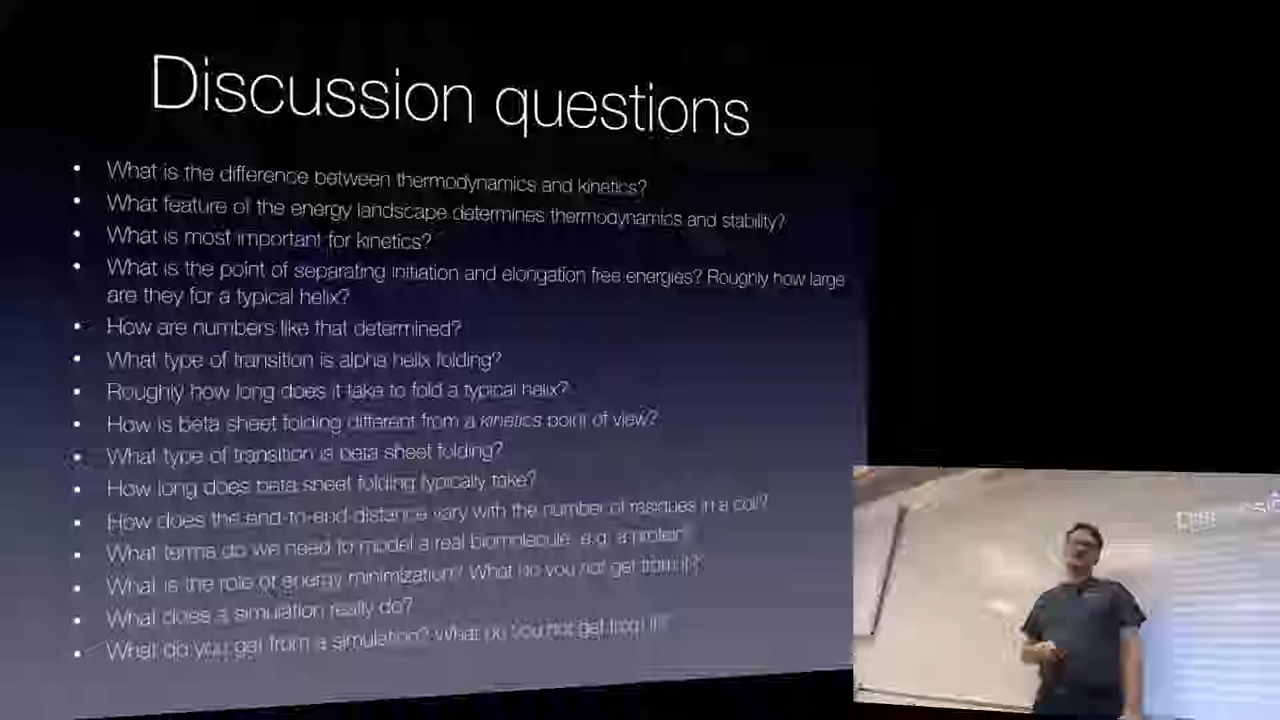 Discussion questions
• What is the difference between thermodynamics and kinetics?
• What feature of the energy landscape determines thermodynamics and stability?
• What is most important for kinetics?
• What is the point of separating initiation and elongation free energies? Roughly how large
are they for a typical helix?
• How are numbers like that determined?
• What type of transition is alpha helix folding?
• Roughly how long does it take to fold a typical helix?
• How is beta sheet folding different from a kinetics point of view?
• What type of transition is beta sheet folding?
• How long does beta sheet folding typically take?
• How does the end-to-end-distance vary with the number of residues in a coil?
• What terms do we need to model a real biomolecule, e.g. a protein?
• What is the role of energy minimization? What do you not get from it?
• What does a simulation really do?
• What do you get from a simulation? What do you not get from it?